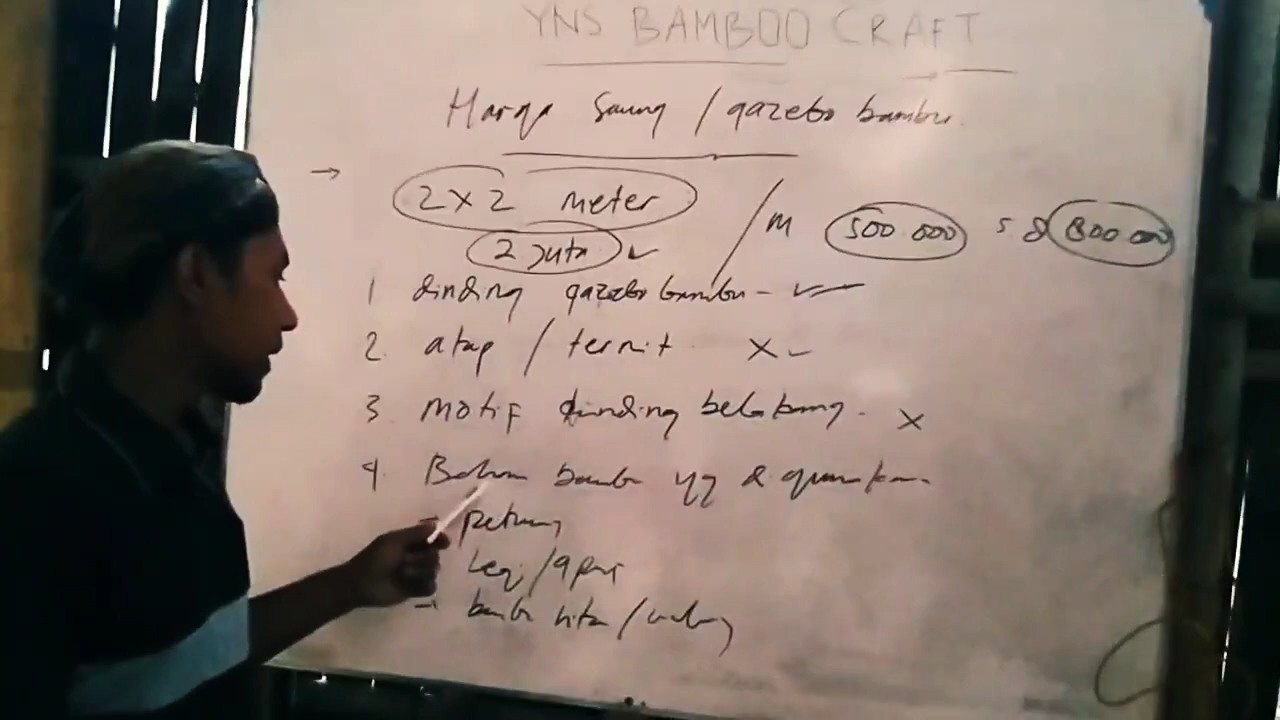 YNS BAMBOO CRAFT
Harga Saung / gazebo bambu.
→ 2 x 2 meter /m 500.000 s d 800.000
2 juta ✓
1 dinding gazebo bambu - ✓
2. atap / ternit X ✓
3. Motif dinding belakang. X
4. Bahan bambu yg d gunakan.
→ petung
legi / apus
→ bambu hitam /